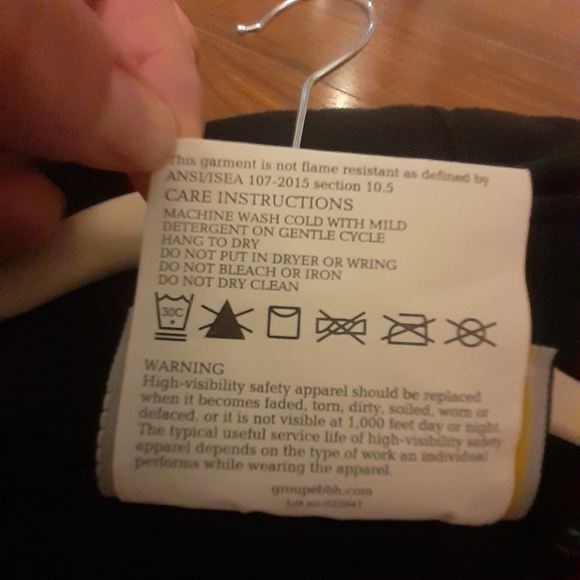 This garment is not flame resistant as defined by
ANSI/ISEA 107-2015 section 10.5
CARE INSTRUCTIONS
MACHINE WASH COLD WITH MILD
DETERGENT ON GENTLE CYCLE
HANG TO DRY
DO NOT PUT IN DRYER OR WRING
DO NOT BLEACH OR IRON
DO NOT DRY CLEAN
30C
WARNING
High-visibility safety apparel should be replaced
when it becomes faded, torn, dirty, soiled, worn or
defaced, or it is not visible at 1,000 feet day or night.
The typical useful service life of high-visibility safety
apparel depends on the type of work an individual
performs while wearing the apparel.
groupebbh.com
Lot no: